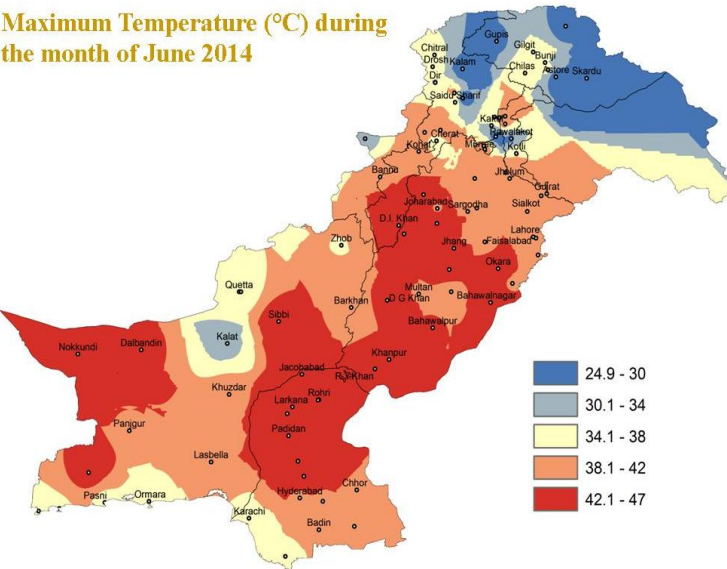 Maximum Temperature (°C) during
the month of June 2014
Gupis
Chitral
Gilgit
Drosh
Kalam
Bunji
Chilas
Astore
Skardu
Dir
Saidu Sharif
Cherat
Rawalakot
Kohat
Kotli
Bannu
Jhelum
Gujrat
Joharabad
Sargodha
Sialkot
D.I. Khan
Lahore
Zhob
Jhang
Faisalabad
Okara
Quetta
Multan
Barkhan
D G Khan
Bahawalnagar
Sibbi
Bahawalpur
Kalat
Nokkundi
Dalbandin
Khanpur
Jacobabad
R.Y.Khan
Khuzdar
Rohri
Larkana
Panjgur
Padidan
Lasbella
Pasni
Ormara
Hyderabad
Chhor
Karachi
Badin
24.9 - 30
30.1 - 34
34.1 - 38
38.1 - 42
42.1 - 47